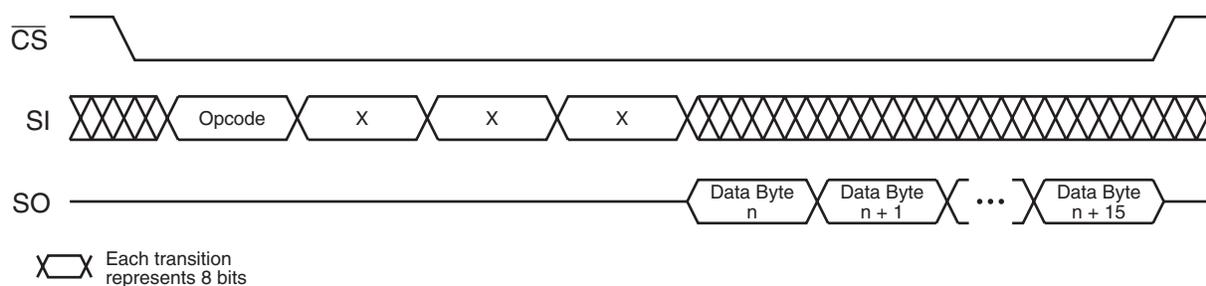 CS
SI
Opcode
X
X
X
SO
Data Byte
n
Data Byte
n + 1
•••
Data Byte
n + 15
Each transition
represents 8 bits